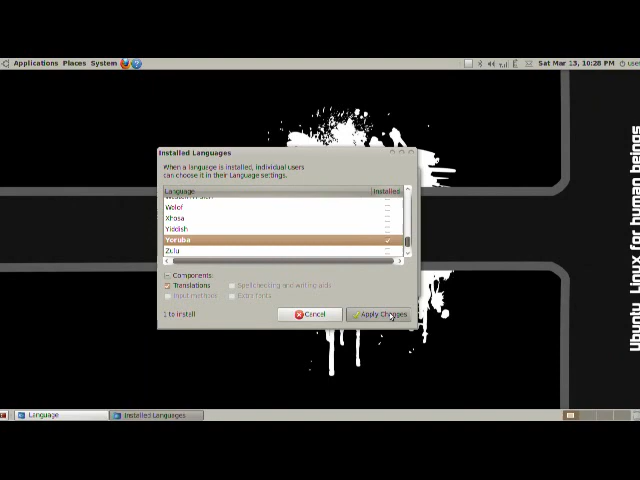 Applications Places System
Sat Mar 13, 10:28 PM
Installed Languages
When a language is installed, individual users
can choose it in their Language settings.
Language Installed
Wolof
Xhosa
Yiddish
Yoruba
Zulu
Components:
Translations Spellchecking and writing aids
Input methods Extra fonts
1 to install Cancel Apply Changes
Ubuntu Linux for human beings
Language Installed Languages